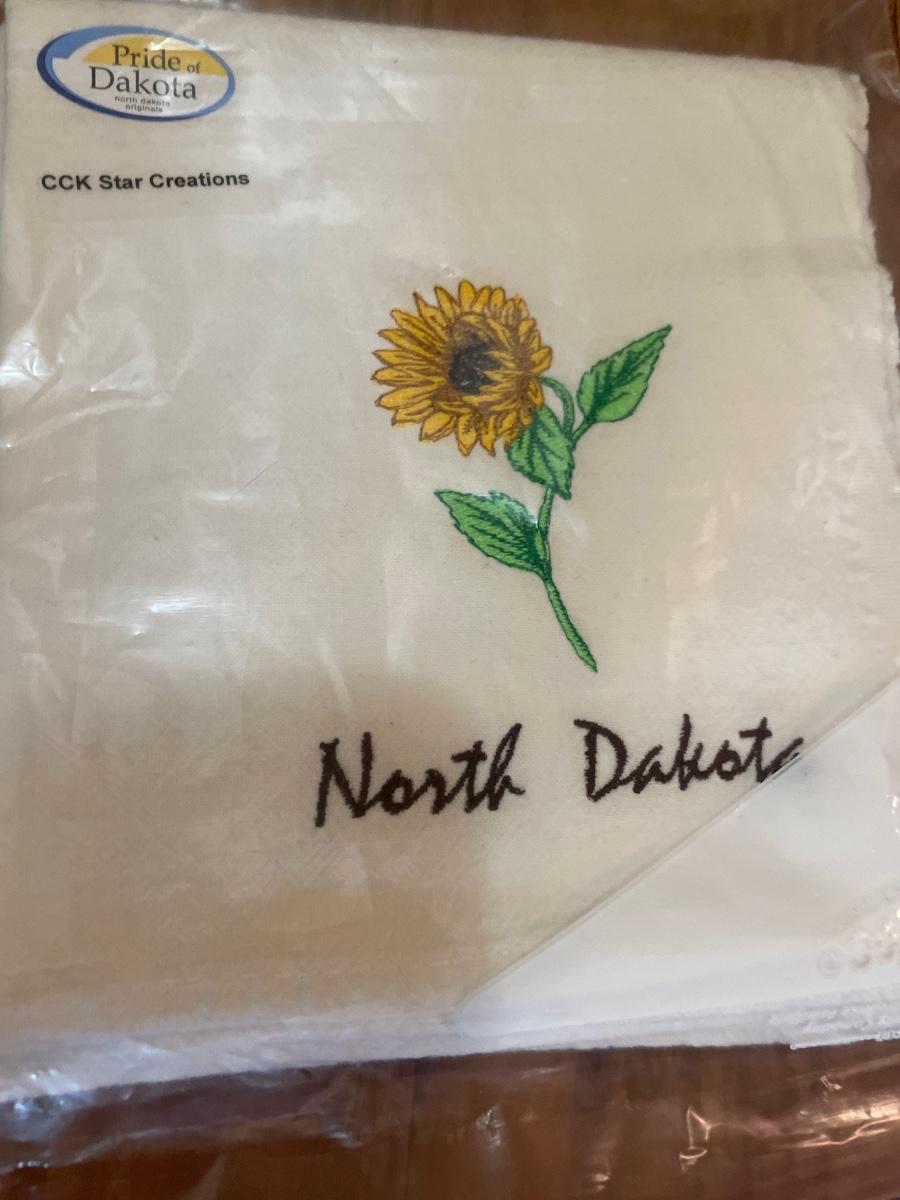 Pride of
Dakota
north dakota
originals
CCK Star Creations
North Dakota